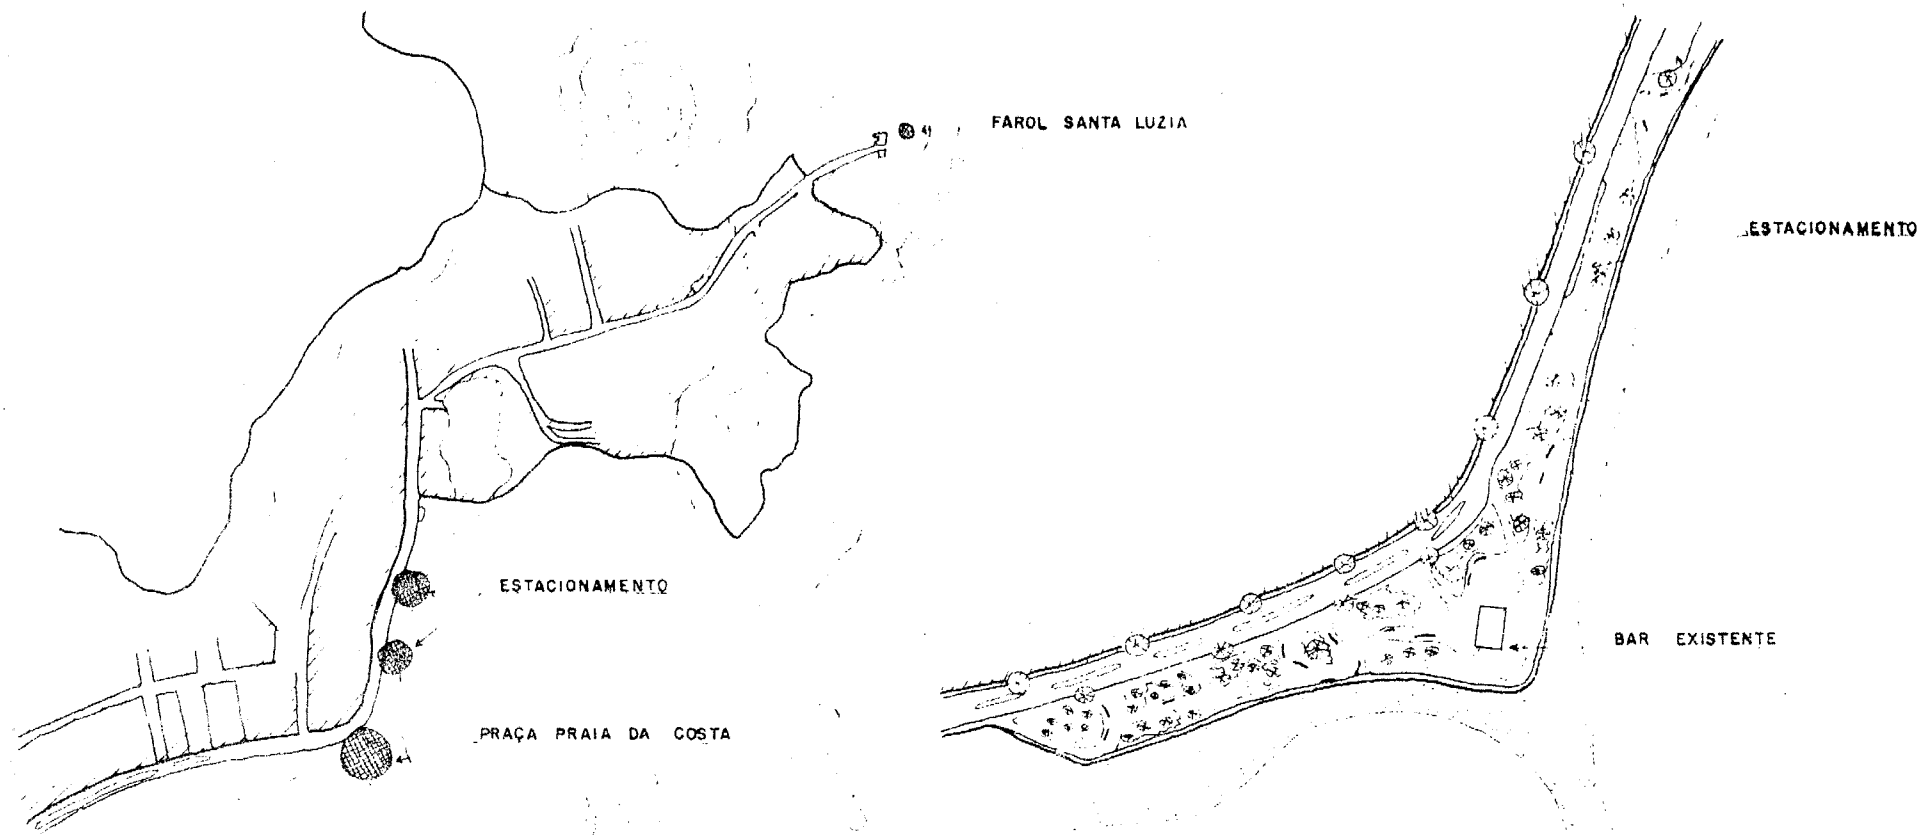 FAROL SANTA LUZIA
ESTACIONAMENTO
PRAÇA PRAIA DA COSTA
ESTACIONAMENTO
BAR EXISTENTE